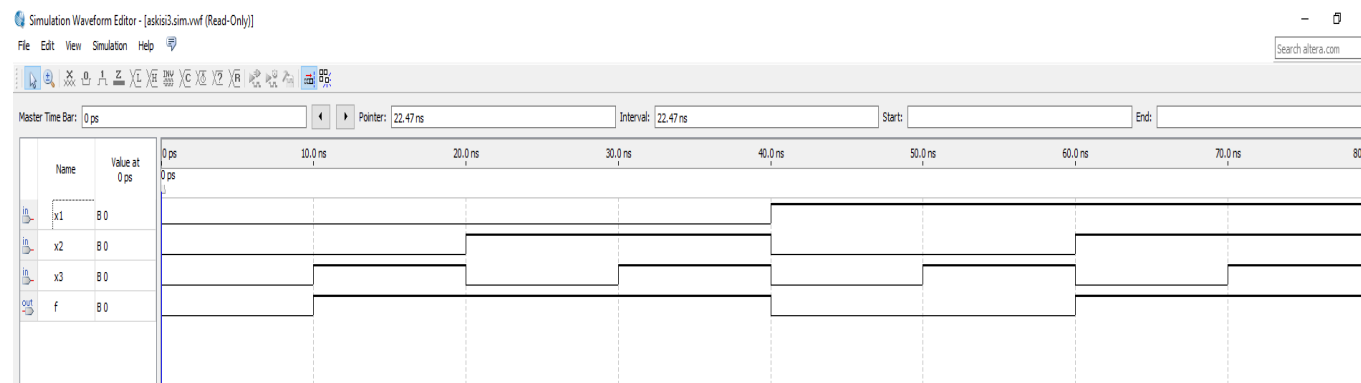 Simulation Waveform Editor - [askisi3.sim.vwf (Read-Only)]
File Edit View Simulation Help
Search altera.com
Master Time Bar: 0 ps Pointer: 22.47 ns Interval: 22.47 ns Start: End:
Name Value at 0 ps
0 ps 10.0 ns 20.0 ns 30.0 ns 40.0 ns 50.0 ns 60.0 ns 70.0 ns 80
0 ps
in x1 B 0
in x2 B 0
in x3 B 0
out f B 0